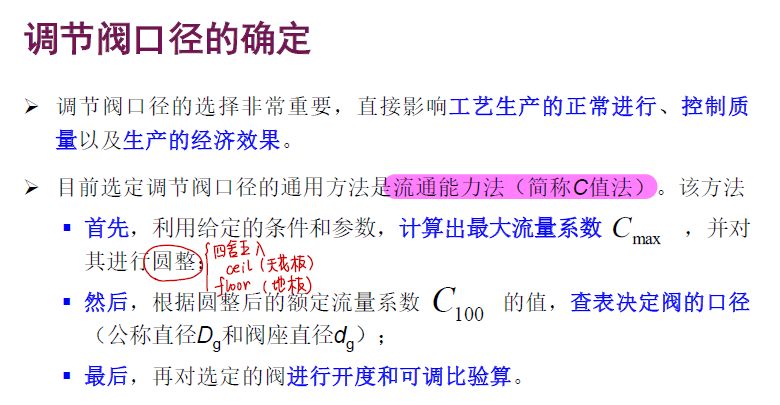 调节阀口径的确定
➢ 调节阀口径的选择非常重要，直接影响工艺生产的正常进行、控制质
量以及生产的经济效果。
➢ 目前选定调节阀口径的通用方法是流通能力法（简称C值法）。该方法
▪ 首先，利用给定的条件和参数，计算出最大流量系数 Cmax ，并对
其进行圆整；
四舍五入
ceil（天花板）
floor（地板）
▪ 然后，根据圆整后的额定流量系数 C100 的值，查表决定阀的口径
（公称直径Dg和阀座直径dg）；
▪ 最后，再对选定的阀进行开度和可调比验算。